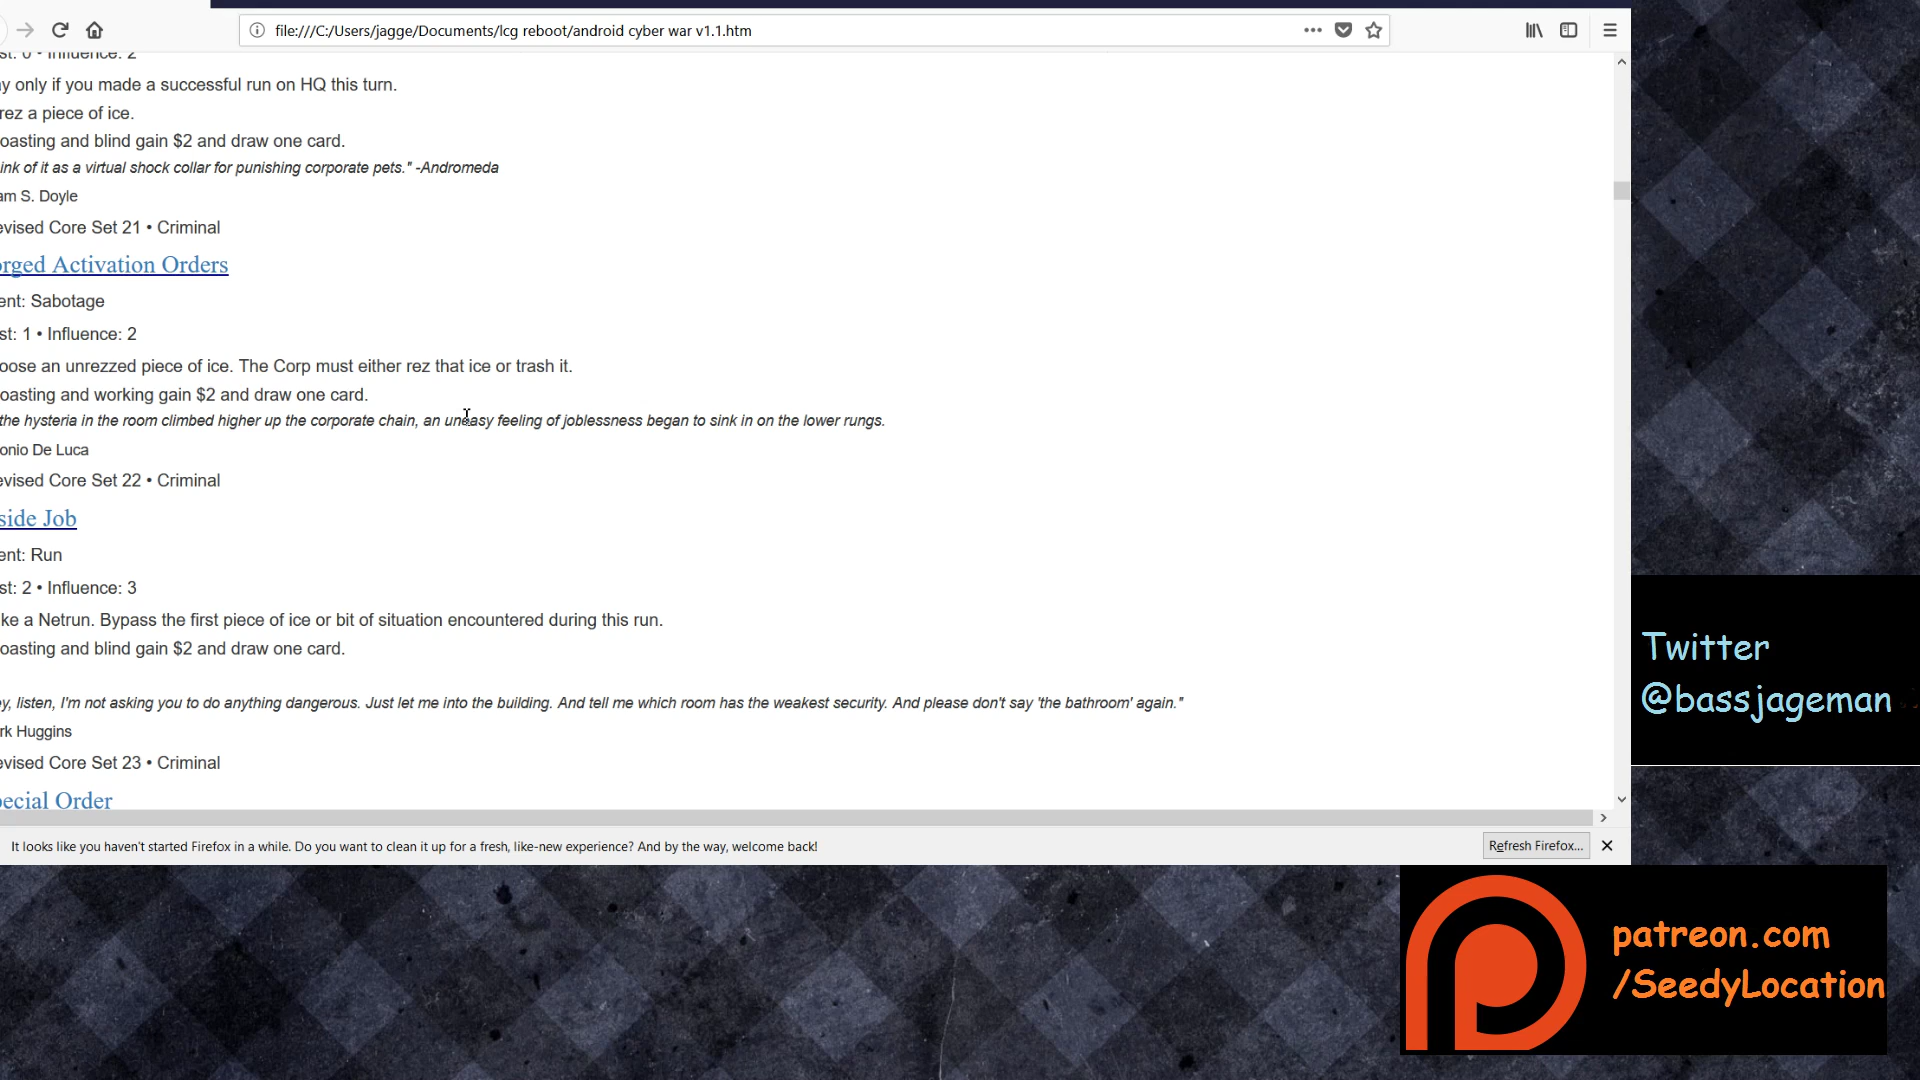 file:///C:/Users/jagge/Documents/lcg reboot/android cyber war v1.1.htm
st: 0 • Influence: 2
y only if you made a successful run on HQ this turn.
rez a piece of ice.
oasting and blind gain $2 and draw one card.
ink of it as a virtual shock collar for punishing corporate pets." -Andromeda
am S. Doyle
evised Core Set 21 • Criminal
orged Activation Orders
ent: Sabotage
st: 1 • Influence: 2
oose an unrezzed piece of ice. The Corp must either rez that ice or trash it.
oasting and working gain $2 and draw one card.
the hysteria in the room climbed higher up the corporate chain, an uneasy feeling of joblessness began to sink in on the lower rungs.
onio De Luca
evised Core Set 22 • Criminal
side Job
ent: Run
st: 2 • Influence: 3
ke a Netrun. Bypass the first piece of ice or bit of situation encountered during this run.
oasting and blind gain $2 and draw one card.
y, listen, I'm not asking you to do anything dangerous. Just let me into the building. And tell me which room has the weakest security. And please don't say 'the bathroom' again."
rk Huggins
evised Core Set 23 • Criminal
pecial Order
It looks like you haven't started Firefox in a while. Do you want to clean it up for a fresh, like-new experience? And by the way, welcome back!
Refresh Firefox...
Twitter
@bassjageman
patreon.com
/SeedyLocation